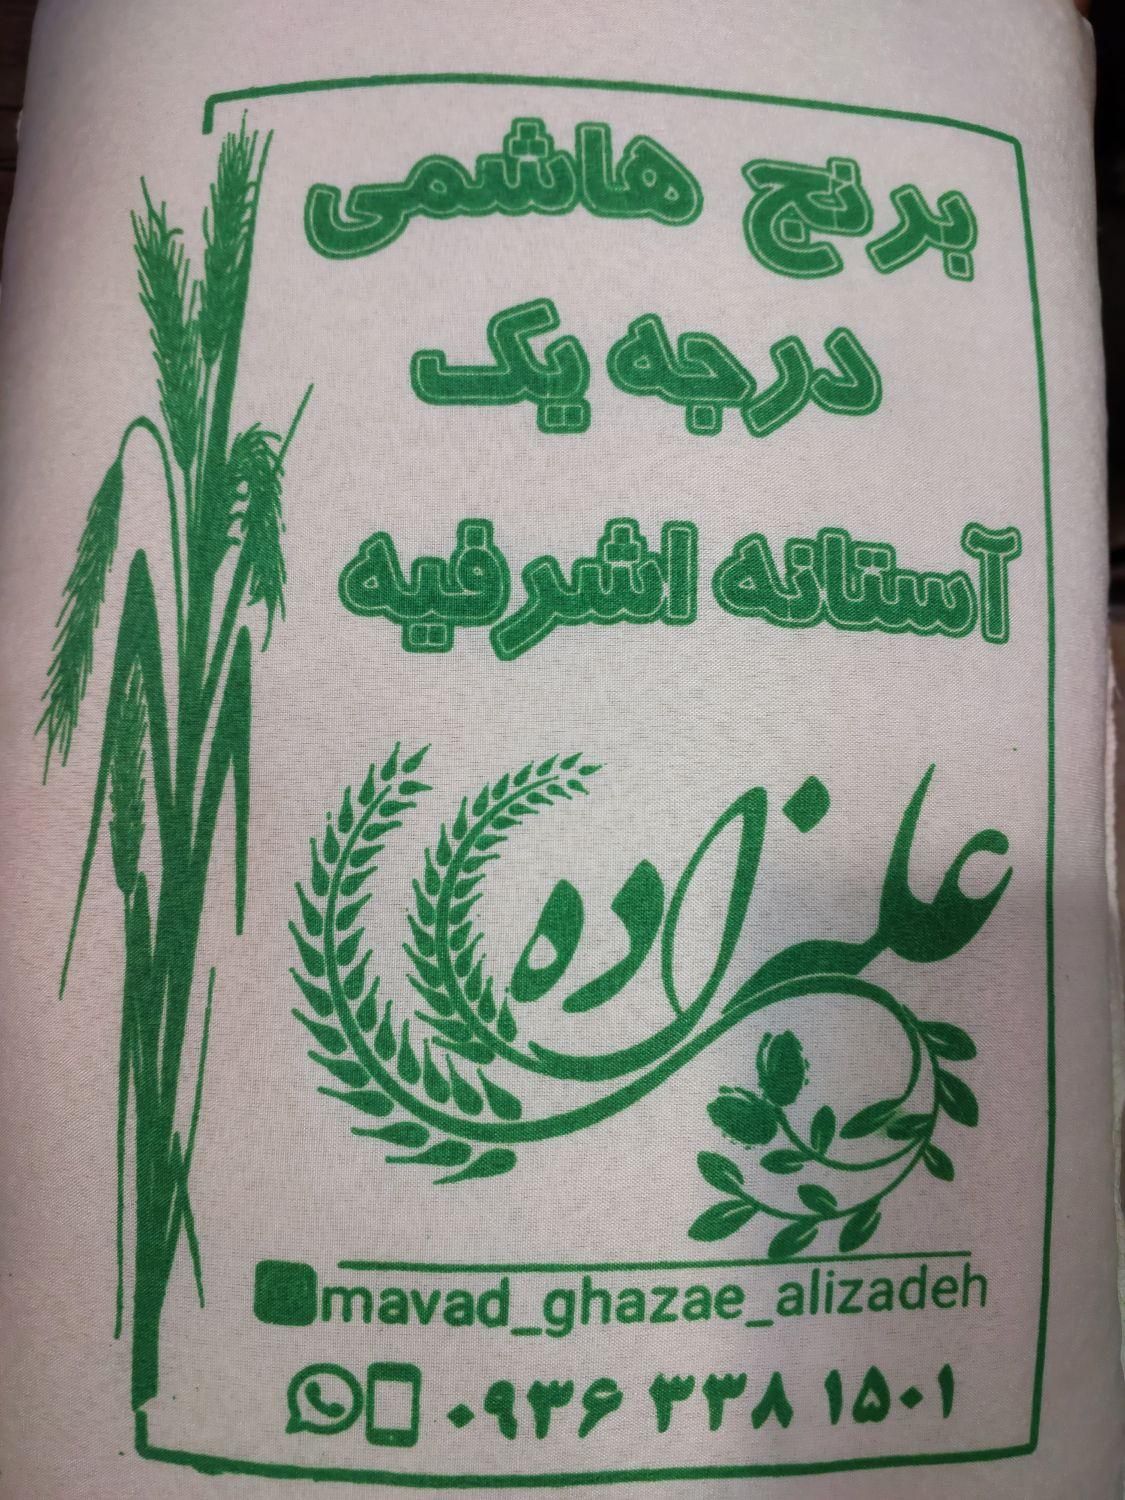 برنج هاشمی
درجه یک
آستانه اشرفیه
علیزاده
mavad_ghazae_alizadeh
۰۹۳۶ ۳۳۸ ۱۵۰۱